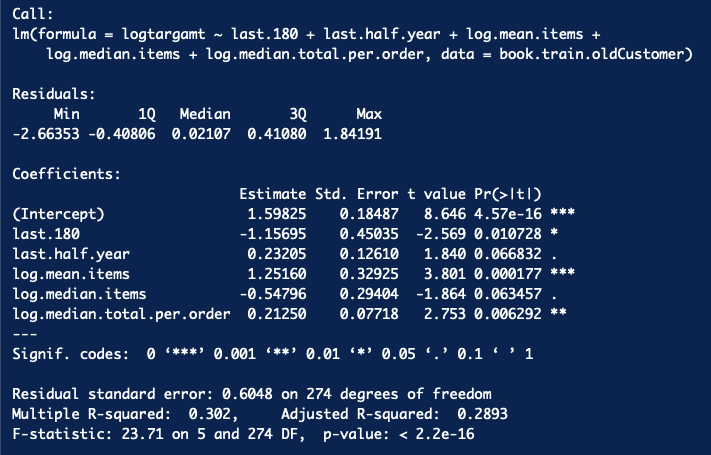 Call:
lm(formula = logtargamt ~ last.180 + last.half.year + log.mean.items +
    log.median.items + log.median.total.per.order, data = book.train.oldCustomer)

Residuals:
     Min       1Q   Median       3Q      Max
-2.66353 -0.40806  0.02107  0.41080  1.84191

Coefficients:
                           Estimate Std. Error t value Pr(>|t|)
(Intercept)                 1.59825    0.18487   8.646 4.57e-16 ***
last.180                   -1.15695    0.45035  -2.569 0.010728 *
last.half.year              0.23205    0.12610   1.840 0.066832 .
log.mean.items              1.25160    0.32925   3.801 0.000177 ***
log.median.items           -0.54796    0.29404  -1.864 0.063457 .
log.median.total.per.order  0.21250    0.07718   2.753 0.006292 **
---
Signif. codes:  0 ‘***’ 0.001 ‘**’ 0.01 ‘*’ 0.05 ‘.’ 0.1 ‘ ’ 1

Residual standard error: 0.6048 on 274 degrees of freedom
Multiple R-squared:  0.302,	Adjusted R-squared:  0.2893
F-statistic: 23.71 on 5 and 274 DF,  p-value: < 2.2e-16